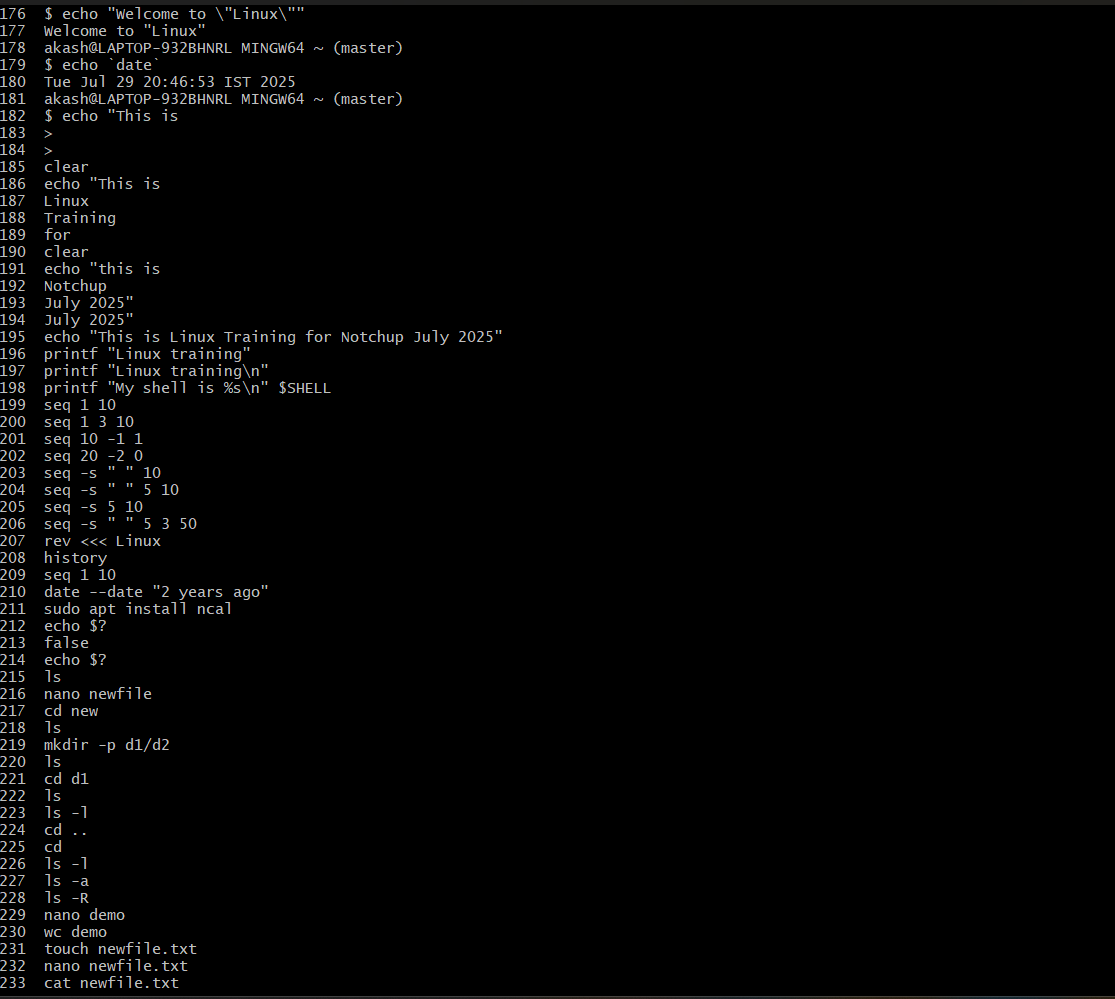 176 $ echo "Welcome to \"Linux\""
177 Welcome to "Linux"
178 akash@LAPTOP-932BHNRL MINGW64 ~ (master)
179 $ echo `date`
180 Tue Jul 29 20:46:53 IST 2025
181 akash@LAPTOP-932BHNRL MINGW64 ~ (master)
182 $ echo "This is
183 >
184 >
185 clear
186 echo "This is
187 Linux
188 Training
189 for
190 clear
191 echo "this is
192 Notchup
193 July 2025"
194 July 2025"
195 echo "This is Linux Training for Notchup July 2025"
196 printf "Linux training"
197 printf "Linux training\n"
198 printf "My shell is %s\n" $SHELL
199 seq 1 10
200 seq 1 3 10
201 seq 10 -1 1
202 seq 20 -2 0
203 seq -s " " 10
204 seq -s " " 5 10
205 seq -s 5 10
206 seq -s " " 5 3 50
207 rev <<< Linux
208 history
209 seq 1 10
210 date --date "2 years ago"
211 sudo apt install ncal
212 echo $?
213 false
214 echo $?
215 ls
216 nano newfile
217 cd new
218 ls
219 mkdir -p d1/d2
220 ls
221 cd d1
222 ls
223 ls -l
224 cd ..
225 cd
226 ls -l
227 ls -a
228 ls -R
229 nano demo
230 wc demo
231 touch newfile.txt
232 nano newfile.txt
233 cat newfile.txt